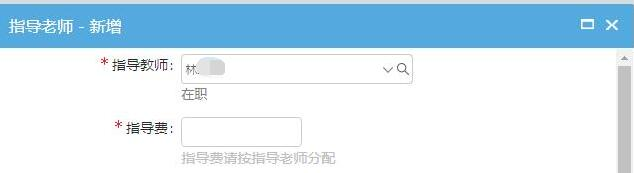 指导老师 - 新增
* 指导教师： 林
在职
* 指导费：
指导费请按指导老师分配